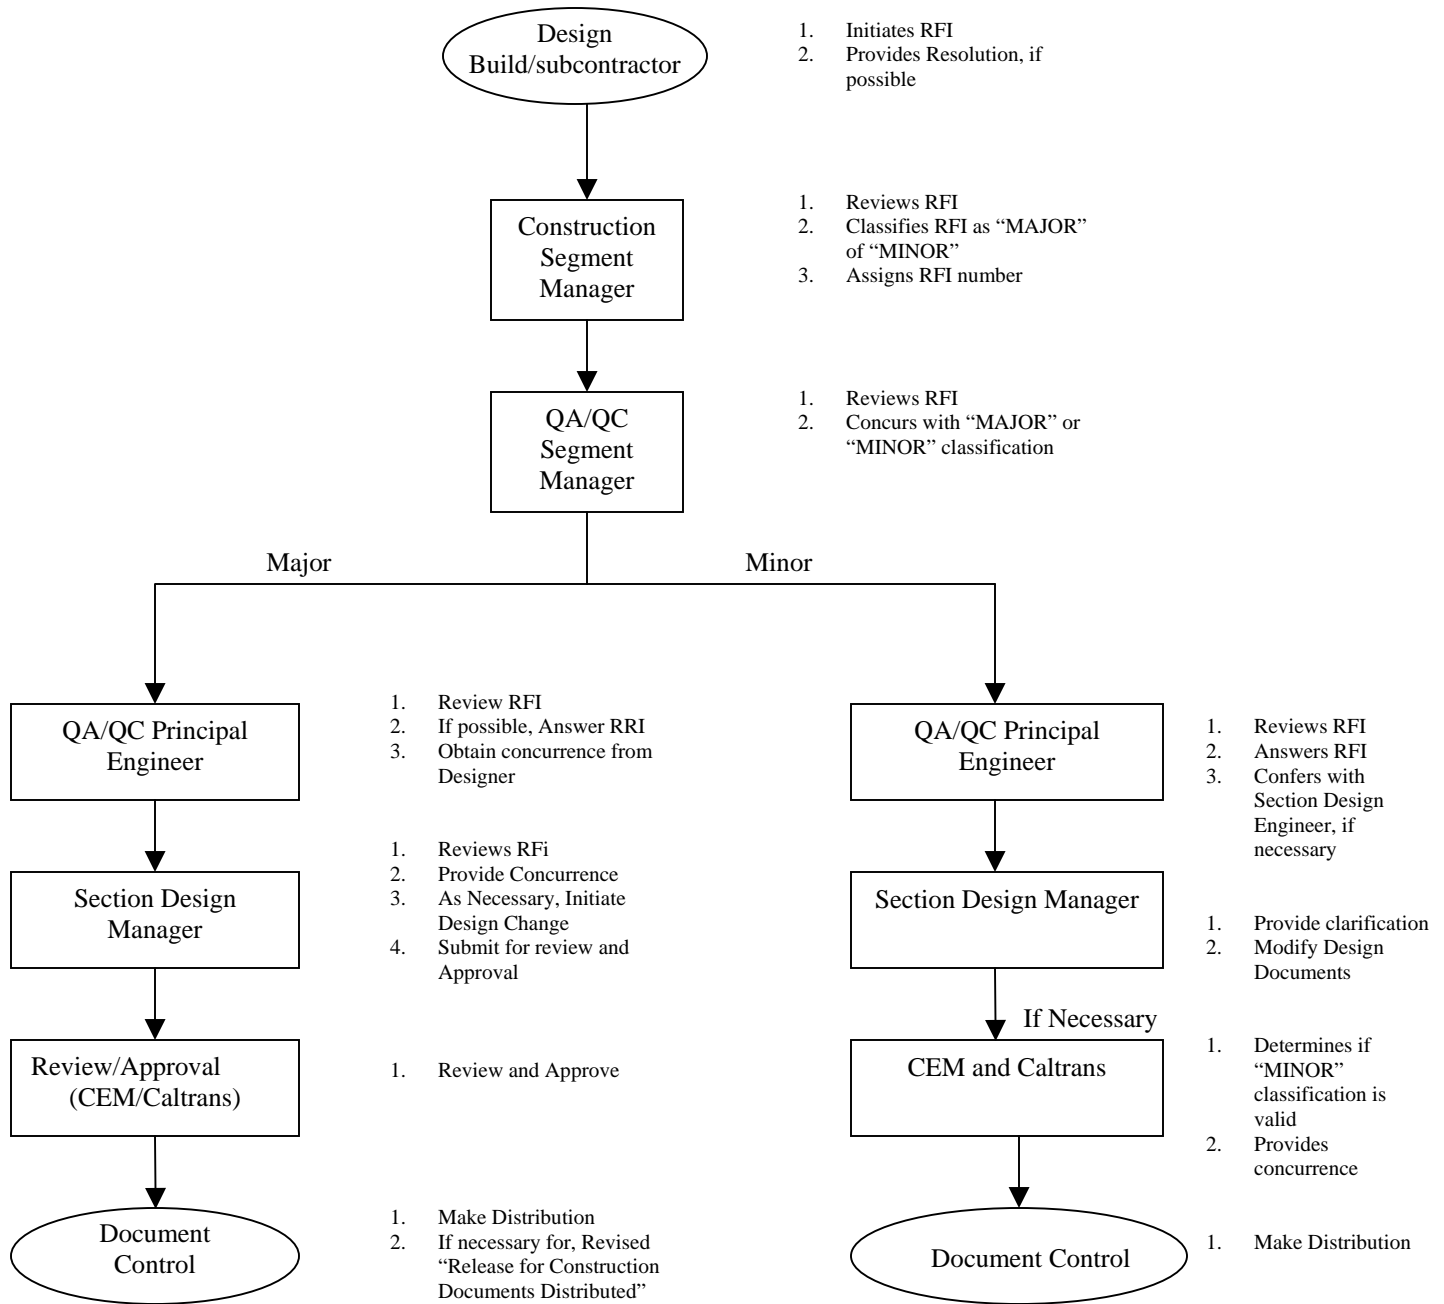 Design
Build/subcontractor
1. Initiates RFI
2. Provides Resolution, if
possible
Construction
Segment
Manager
1. Reviews RFI
2. Classifies RFI as “MAJOR”
of “MINOR”
3. Assigns RFI number
QA/QC
Segment
Manager
1. Reviews RFI
2. Concurs with “MAJOR” or
“MINOR” classification
Major
Minor
QA/QC Principal
Engineer
1. Review RFI
2. If possible, Answer RRI
3. Obtain concurrence from
Designer
Section Design
Manager
1. Reviews RFi
2. Provide Concurrence
3. As Necessary, Initiate
Design Change
4. Submit for review and
Approval
Review/Approval
(CEM/Caltrans)
1. Review and Approve
Document
Control
1. Make Distribution
2. If necessary for, Revised
“Release for Construction
Documents Distributed”
QA/QC Principal
Engineer
1. Reviews RFI
2. Answers RFI
3. Confers with
Section Design
Engineer, if
necessary
Section Design Manager
1. Provide clarification
2. Modify Design
Documents
If Necessary
CEM and Caltrans
1. Determines if
“MINOR”
classification is
valid
2. Provides
concurrence
Document Control
1. Make Distribution